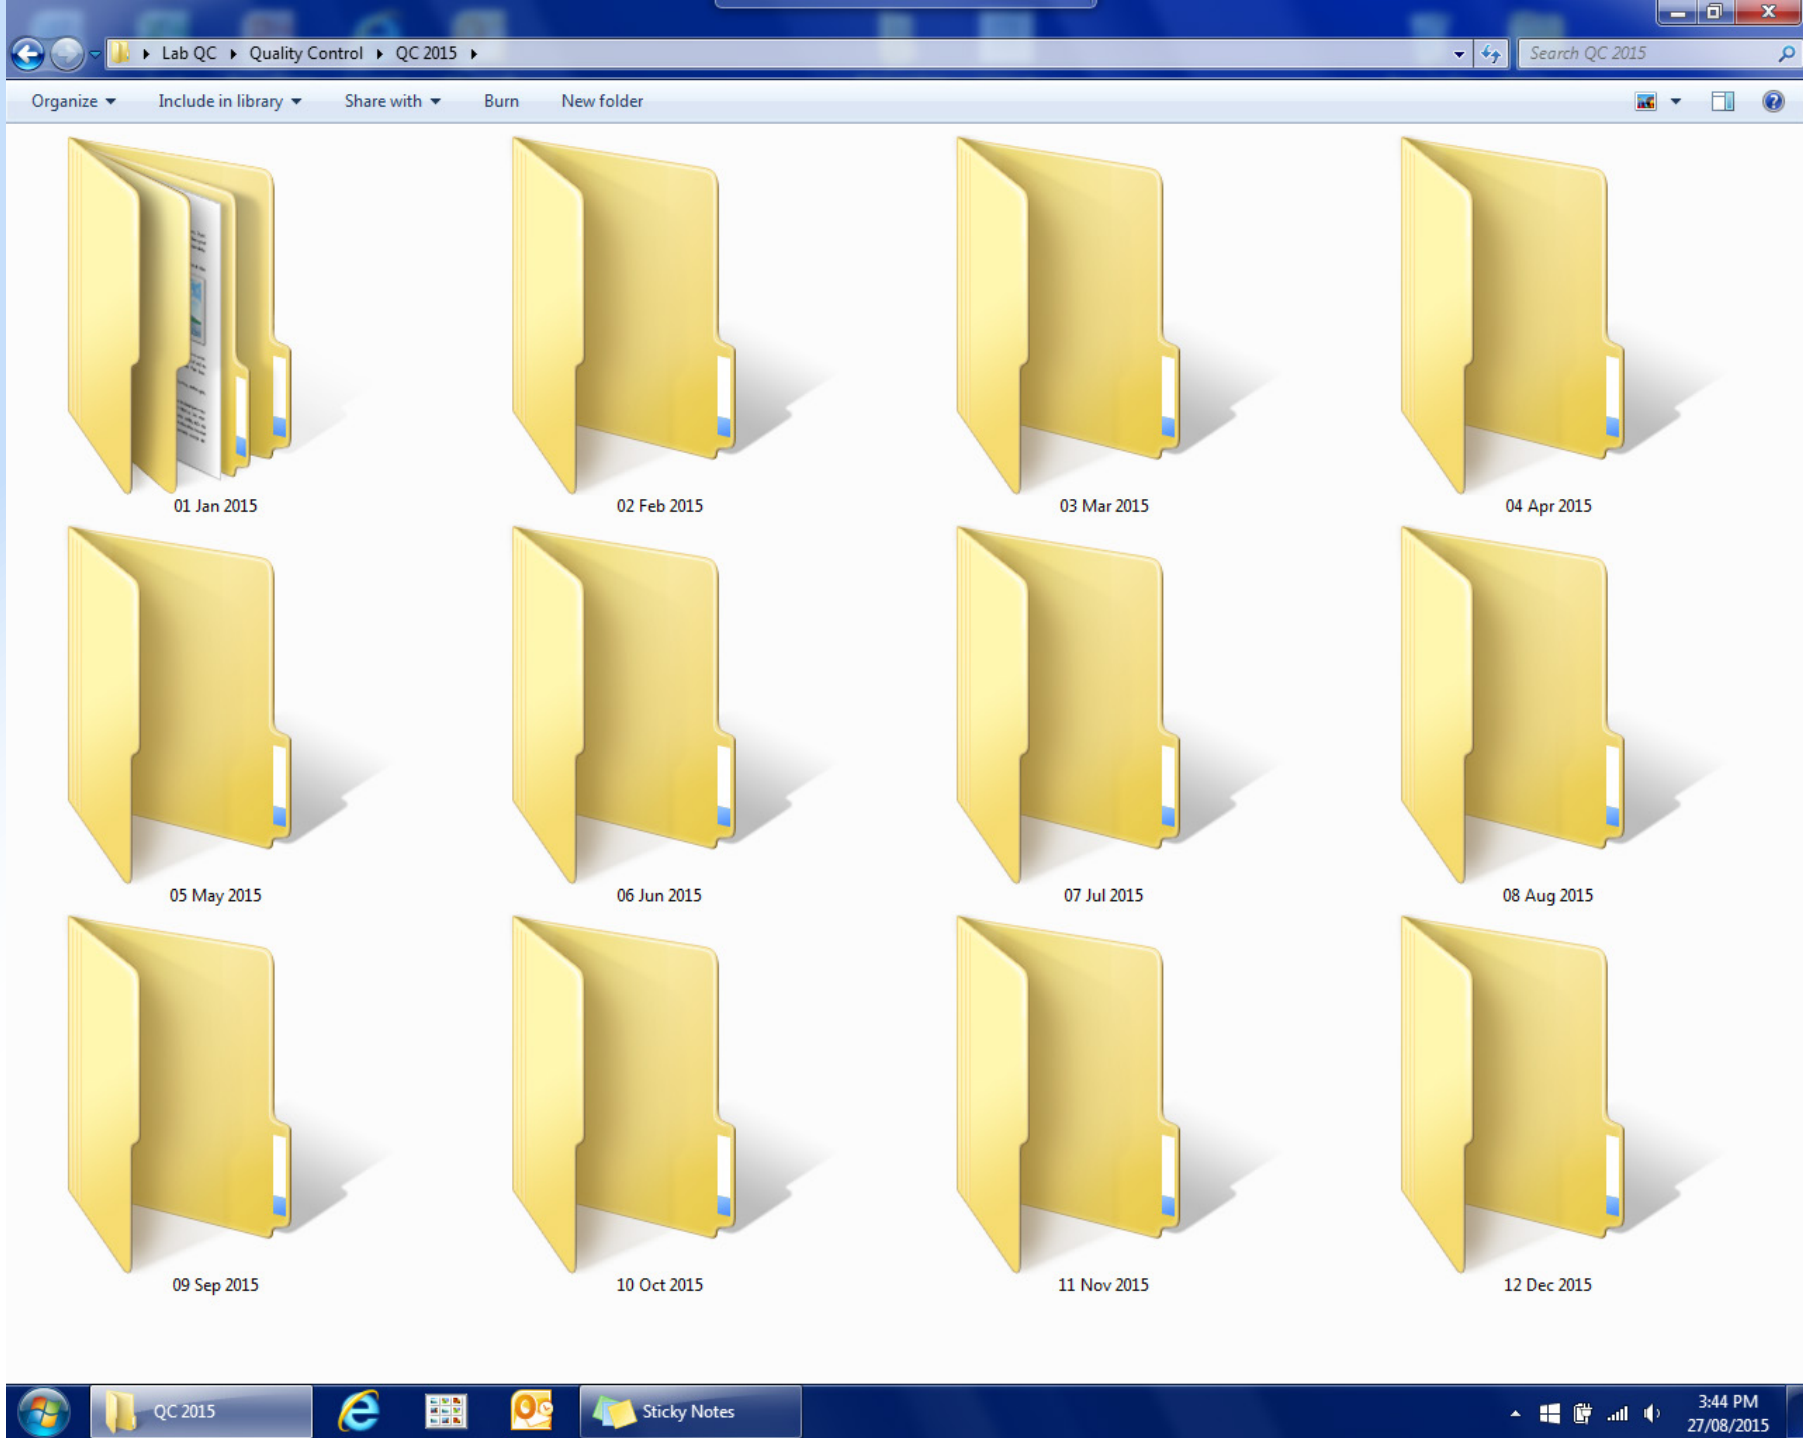 Lab QC Quality Control QC 2015
Search QC 2015
Organize Include in library Share with Burn New folder
01 Jan 2015 02 Feb 2015 03 Mar 2015 04 Apr 2015
05 May 2015 06 Jun 2015 07 Jul 2015 08 Aug 2015
09 Sep 2015 10 Oct 2015 11 Nov 2015 12 Dec 2015
QC 2015 Sticky Notes
3:44 PM
27/08/2015